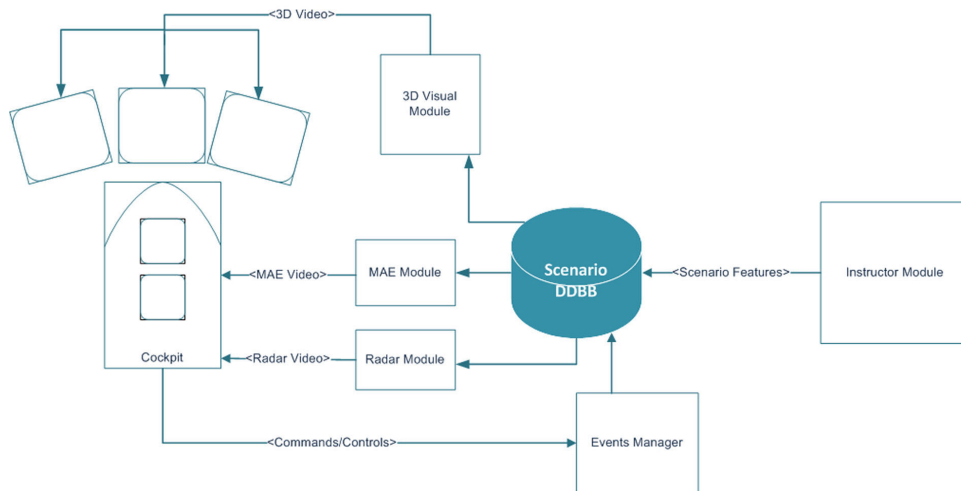 <3D Video>
3D Visual
Module
Scenario
DDBB
<MAE Video>
MAE Module
<Scenario Features>
Instructor Module
Cockpit
<Radar Video>
Radar Module
<Commands/Controls>
Events Manager